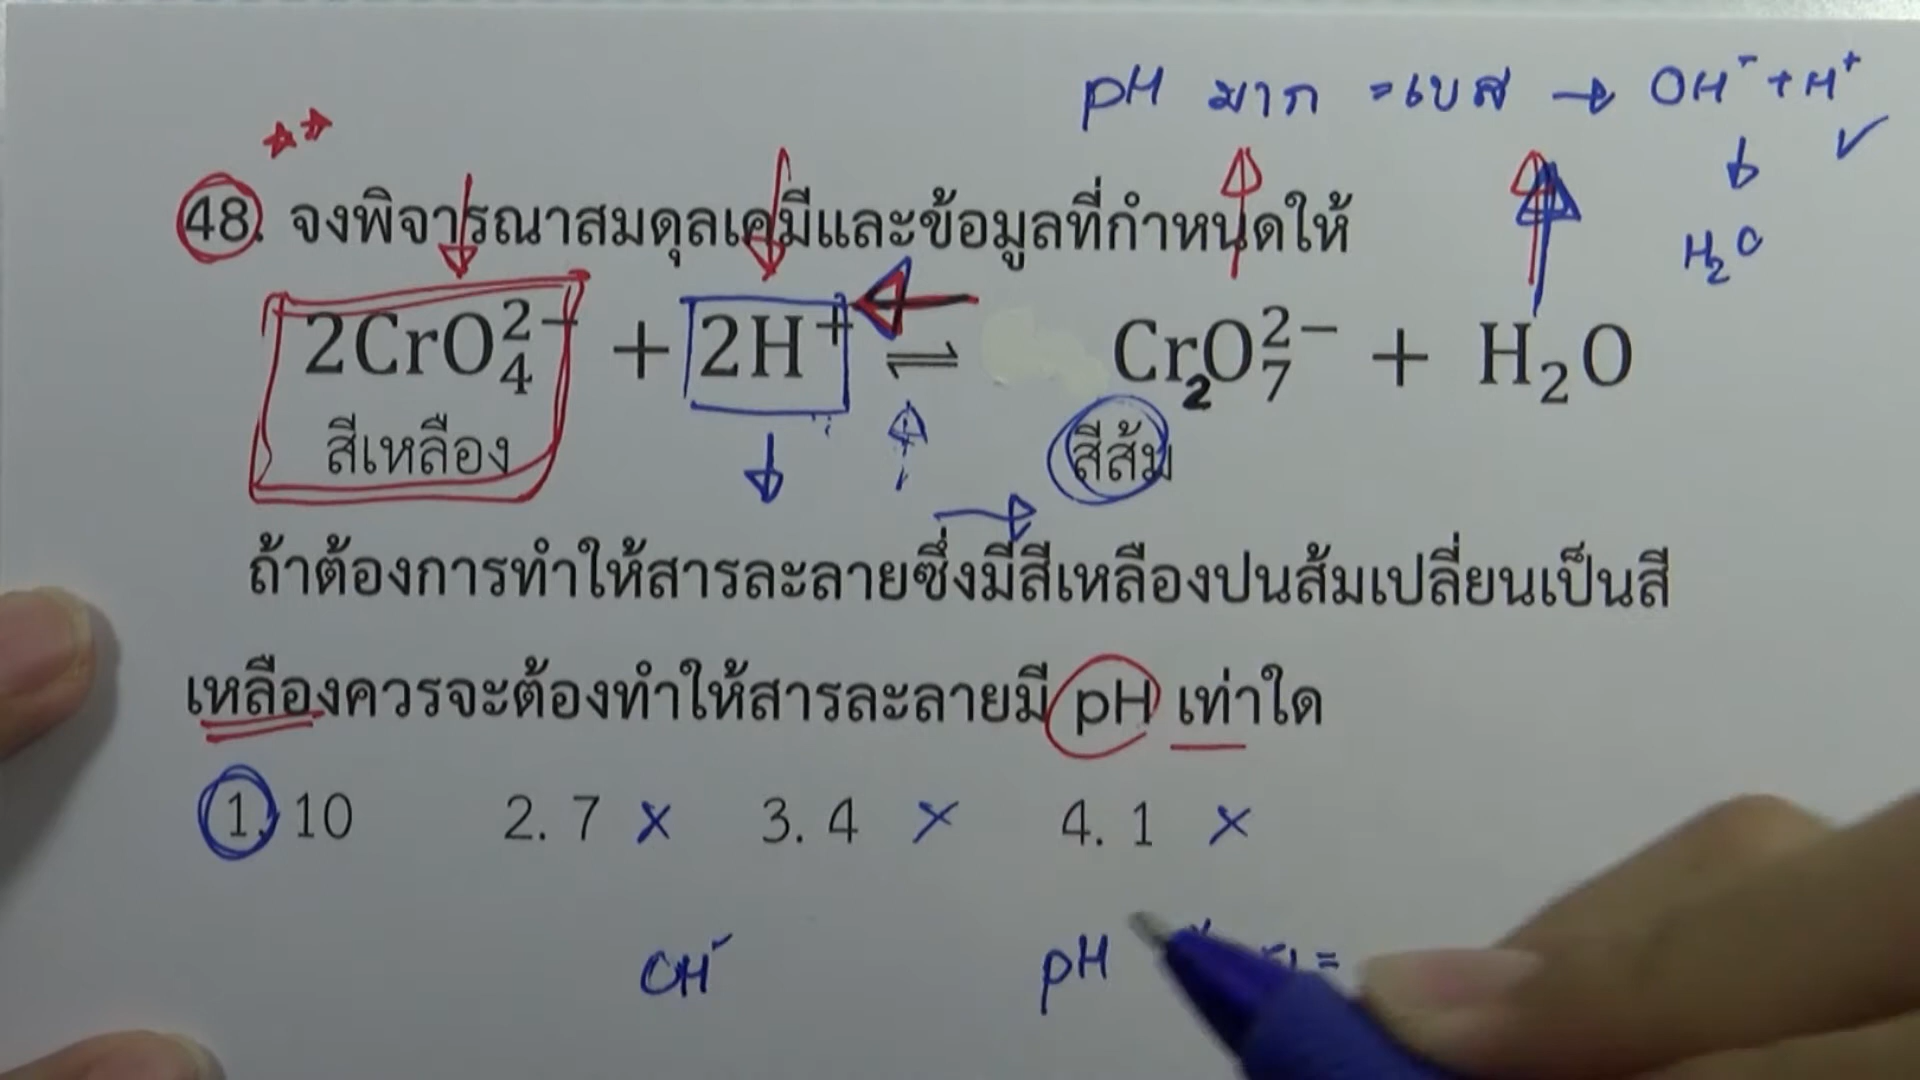 pH มาก = เบส → OH⁻ + H⁺
H₂O
48. จงพิจารณาสมดุลเคมีและข้อมูลที่กำหนดให้
2CrO₄²⁻ + 2H⁺ ⇌ Cr₂O₇²⁻ + H₂O
สีเหลือง สีส้ม
ถ้าต้องการทำให้สารละลายซึ่งมีสีเหลืองปนส้มเปลี่ยนเป็นสี
เหลืองควรจะต้องทำให้สารละลายมี pH เท่าใด
1. 10 2. 7 × 3. 4 × 4. 1 ×
OH⁻ pH =